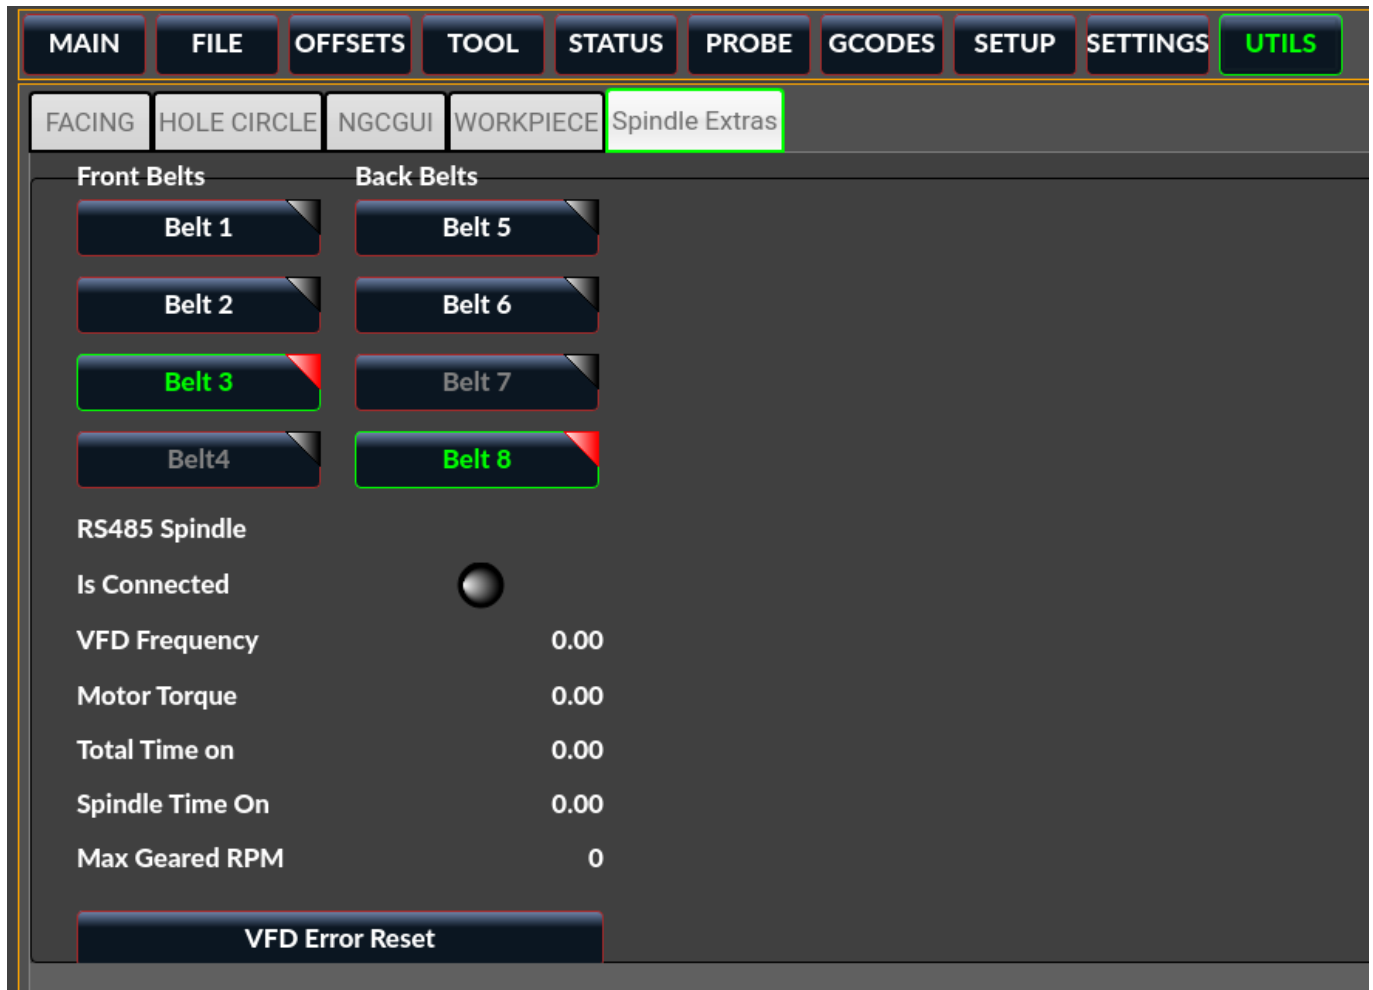 MAIN FILE OFFSETS TOOL STATUS PROBE GCODES SETUP SETTINGS UTILS
FACING HOLE CIRCLE NGCGUI WORKPIECE Spindle Extras
Front Belts Back Belts
Belt 1 Belt 5
Belt 2 Belt 6
Belt 3 Belt 7
Belt4 Belt 8
RS485 Spindle
Is Connected
VFD Frequency 0.00
Motor Torque 0.00
Total Time on 0.00
Spindle Time On 0.00
Max Geared RPM 0
VFD Error Reset